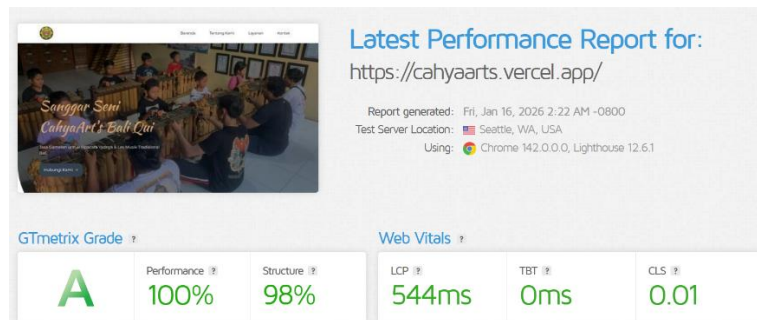 Latest Performance Report for:
https://cahyaarts.vercel.app/
Report generated: Fri, Jan 16, 2026 2:22 AM -0800
Test Server Location: Seattle, WA, USA
Using: Chrome 142.0.0.0, Lighthouse 12.6.1
Beranda Tentang Kami Layanan Kontak
Sanggar Seni
CahyaArt's Bali Qui
Hubungi Kami
GTmetrix Grade ?
Web Vitals ?
A
Performance ?
100%
Structure ?
98%
LCP ?
544ms
TBT ?
0ms
CLS ?
0.01